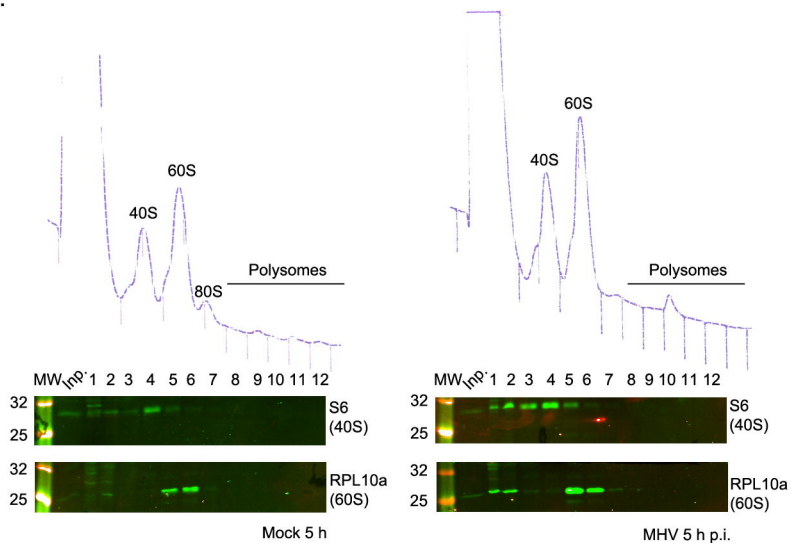 60S
40S
80S
Polysomes
MW Inp. 1 2 3 4 5 6 7 8 9 10 11 12
32
25
S6
(40S)
32
25
RPL10a
(60S)
Mock 5 h
60S
40S
Polysomes
MW Inp. 1 2 3 4 5 6 7 8 9 10 11 12
32
25
S6
(40S)
32
25
RPL10a
(60S)
MHV 5 h p.i.